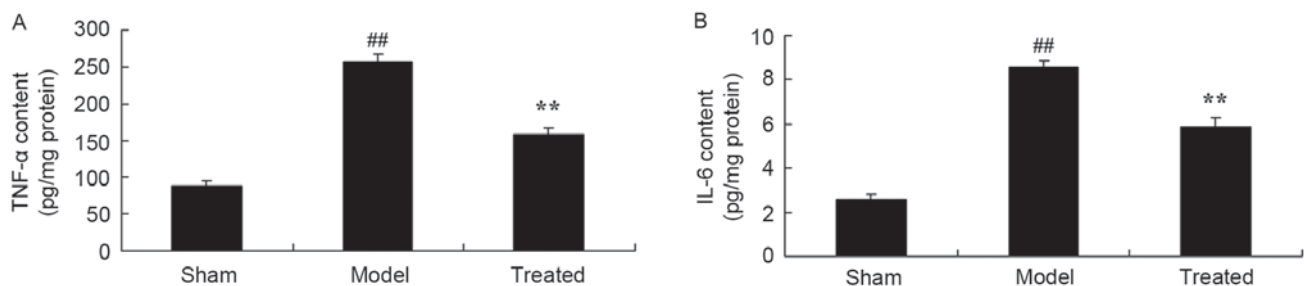 A
TNF-α content
(pg/mg protein)
300
250
200
150
100
50
0
##
**
Sham Model Treated
B
IL-6 content
(pg/mg protein)
10
8
6
4
2
0
##
**
Sham Model Treated